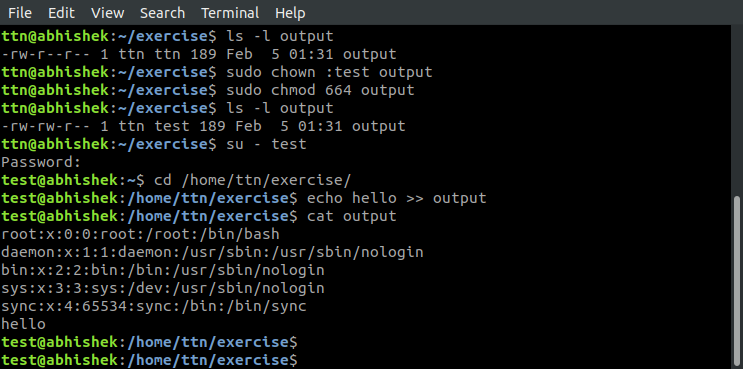 File Edit View Search Terminal Help
ttn@abhishek:~/exercise$ ls -l output
-rw-r--r-- 1 ttn ttn 189 Feb  5 01:31 output
ttn@abhishek:~/exercise$ sudo chown :test output
ttn@abhishek:~/exercise$ sudo chmod 664 output
ttn@abhishek:~/exercise$ ls -l output
-rw-rw-r-- 1 ttn test 189 Feb  5 01:31 output
ttn@abhishek:~/exercise$ su - test
Password:
test@abhishek:~$ cd /home/ttn/exercise/
test@abhishek:/home/ttn/exercise$ echo hello >> output
test@abhishek:/home/ttn/exercise$ cat output
root:x:0:0:root:/root:/bin/bash
daemon:x:1:1:daemon:/usr/sbin:/usr/sbin/nologin
bin:x:2:2:bin:/bin:/usr/sbin/nologin
sys:x:3:3:sys:/dev:/usr/sbin/nologin
sync:x:4:65534:sync:/bin:/bin/sync
hello
test@abhishek:/home/ttn/exercise$
test@abhishek:/home/ttn/exercise$